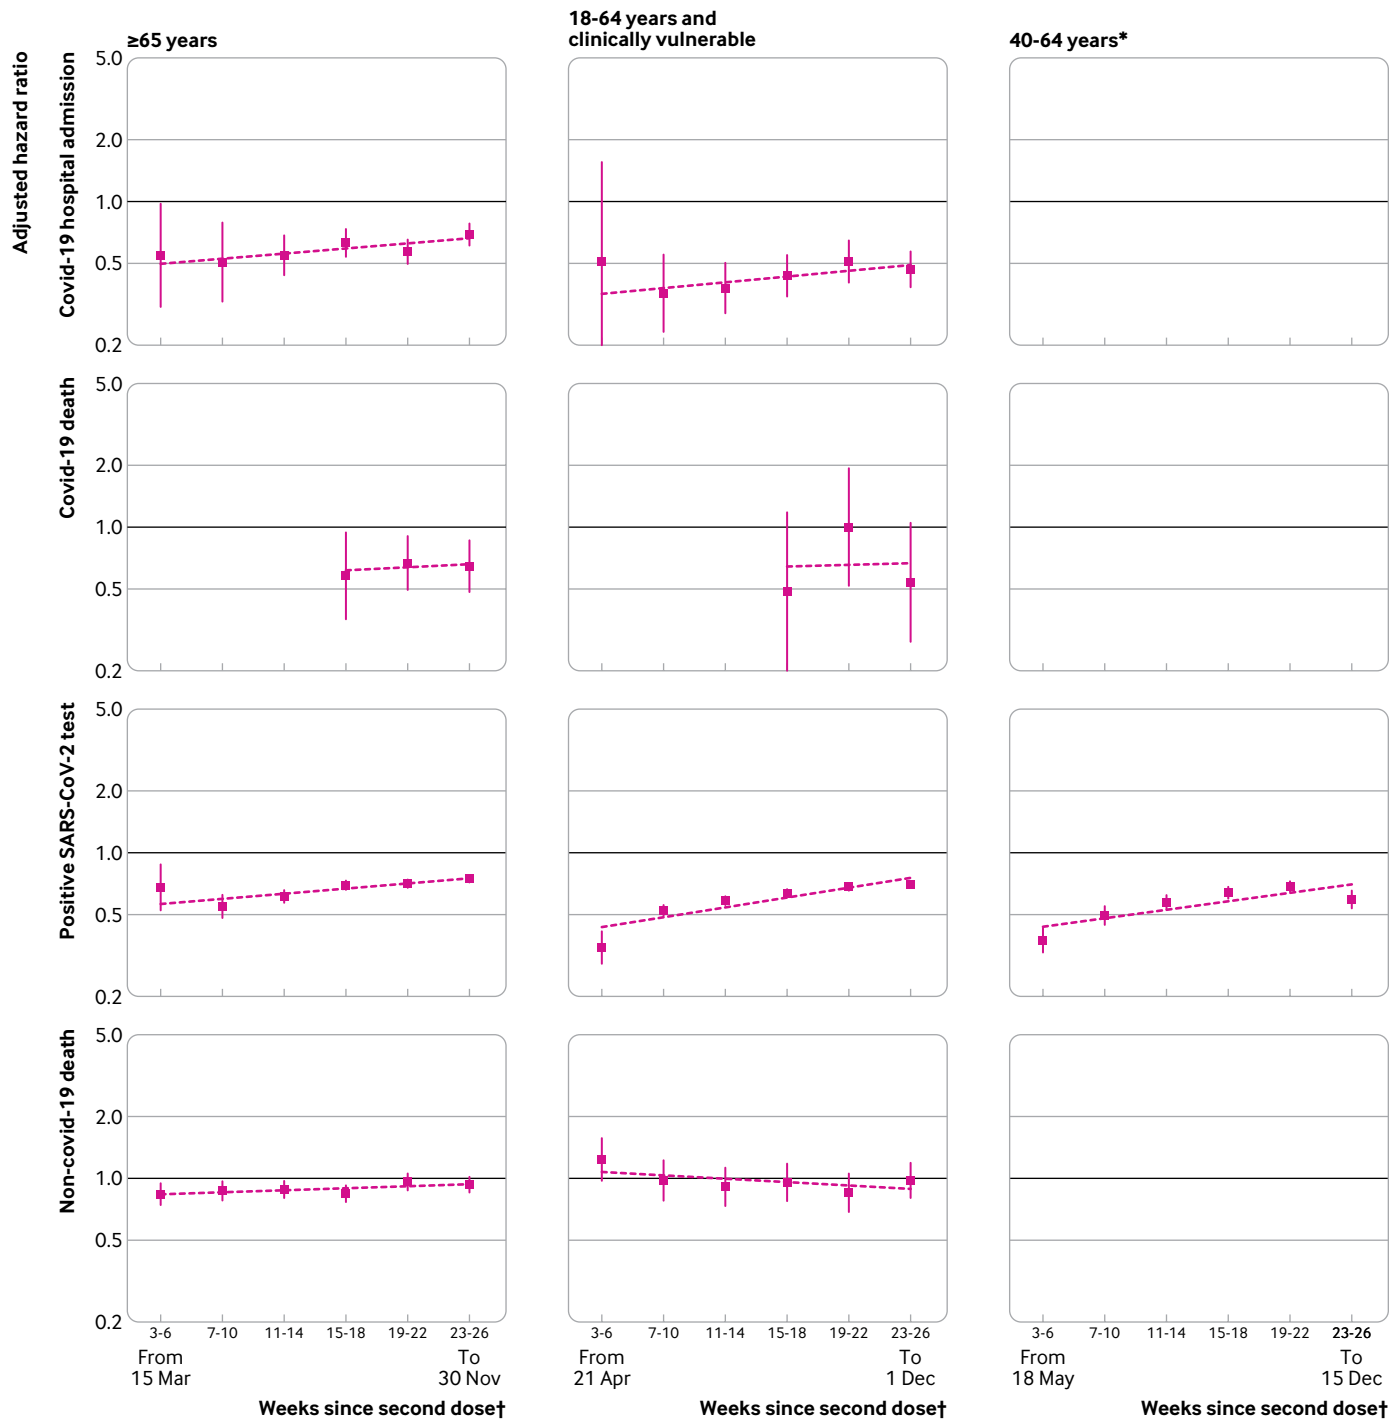 ≥65 years
18-64 years and
clinically vulnerable
40-64 years*
Adjusted hazard ratio
Covid-19 hospital admission
5.0
2.0
1.0
0.5
0.2
Covid-19 death
5.0
2.0
1.0
0.5
0.2
Positive SARS-CoV-2 test
5.0
2.0
1.0
0.5
0.2
Non-covid-19 death
5.0
2.0
1.0
0.5
0.2
3-6 7-10 11-14 15-18 19-22 23-26
From To
15 Mar 30 Nov
Weeks since second dose†
3-6 7-10 11-14 15-18 19-22 23-26
From To
21 Apr 1 Dec
Weeks since second dose†
3-6 7-10 11-14 15-18 19-22 23-26
From To
18 May 15 Dec
Weeks since second dose†